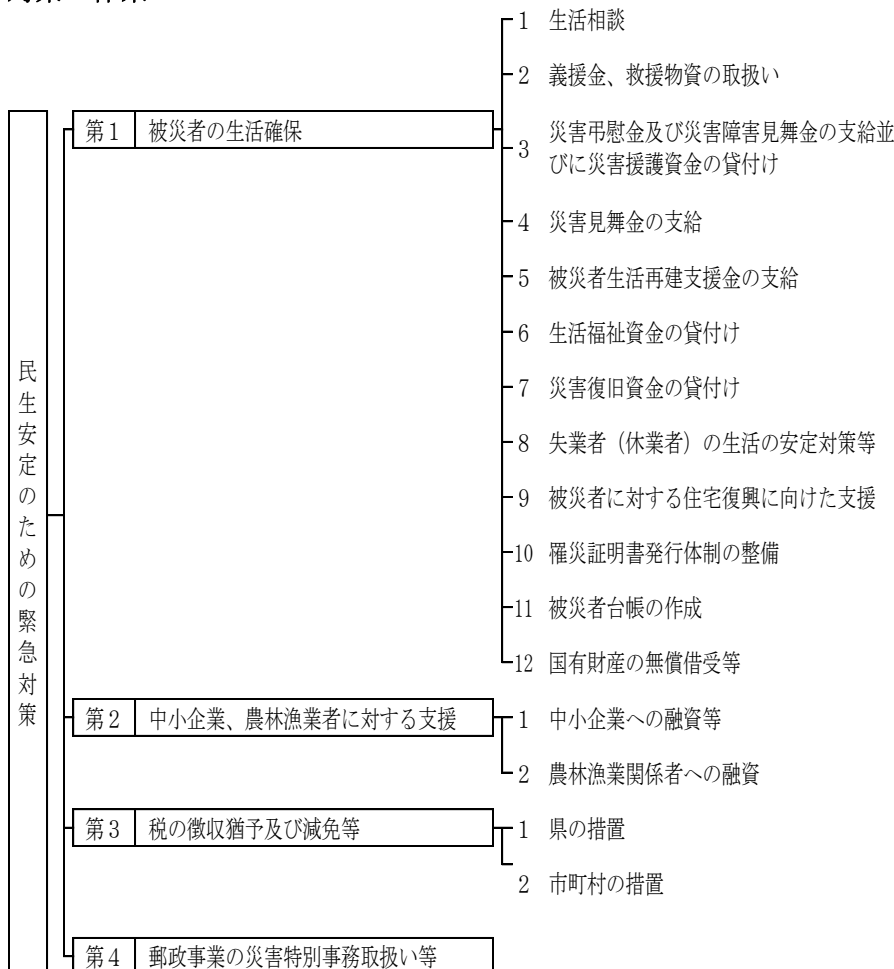 民生安定のための緊急対策
第1 被災者の生活確保
1 生活相談
2 義援金、救援物資の取扱い
3 災害弔慰金及び災害障害見舞金の支給並
びに災害援護資金の貸付け
4 災害見舞金の支給
5 被災者生活再建支援金の支給
6 生活福祉資金の貸付け
7 災害復旧資金の貸付け
8 失業者(休業者)の生活の安定対策等
9 被災者に対する住宅復興に向けた支援
10 罹災証明書発行体制の整備
11 被災者台帳の作成
12 国有財産の無償借受等
第2 中小企業、農林漁業者に対する支援
1 中小企業への融資等
2 農林漁業関係者への融資
第3 税の徴収猶予及び減免等
1 県の措置
2 市町村の措置
第4 郵政事業の災害特別事務取扱い等